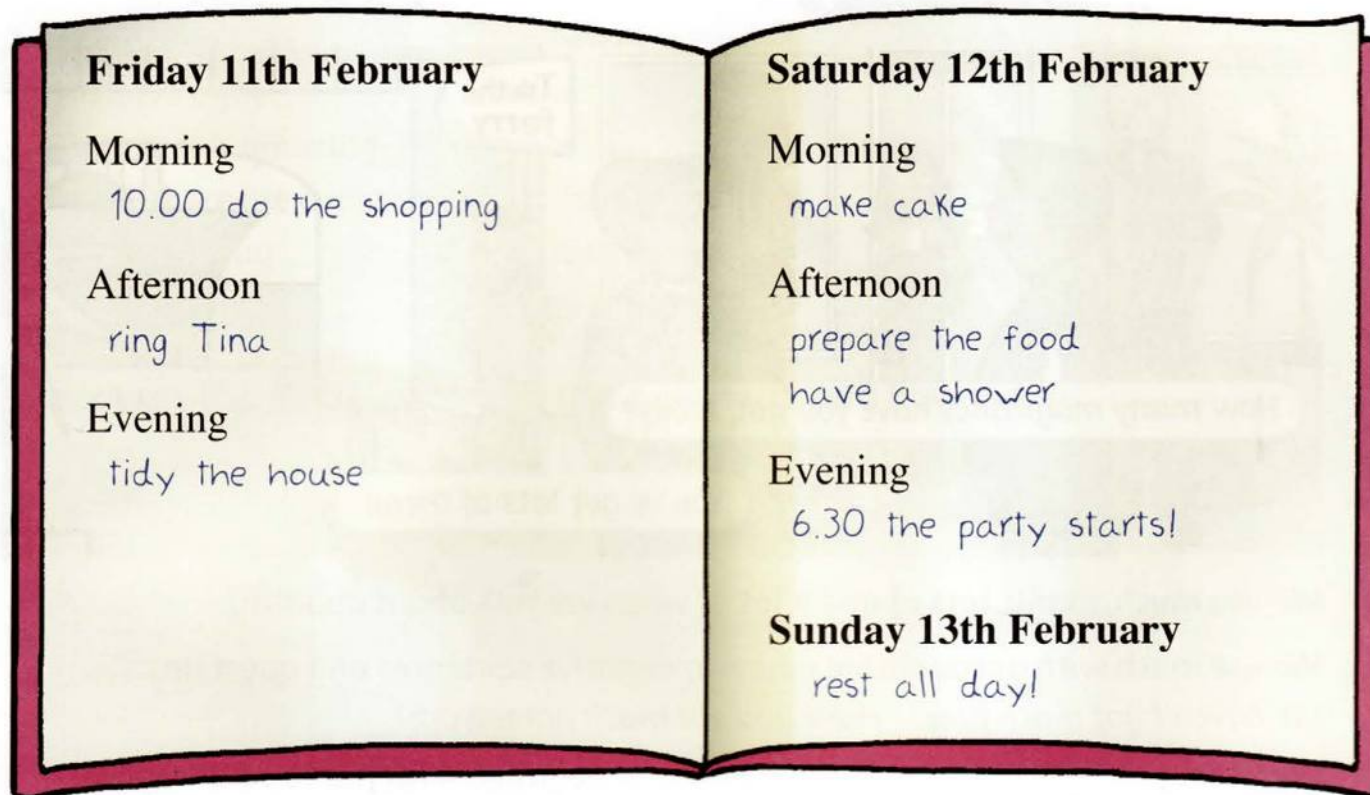 Friday 11th February
Morning
10.00 do the shopping
Afternoon
ring Tina
Evening
tidy the house
Saturday 12th February
Morning
make cake
Afternoon
prepare the food
have a shower
Evening
6.30 the party starts!
Sunday 13th February
rest all day!